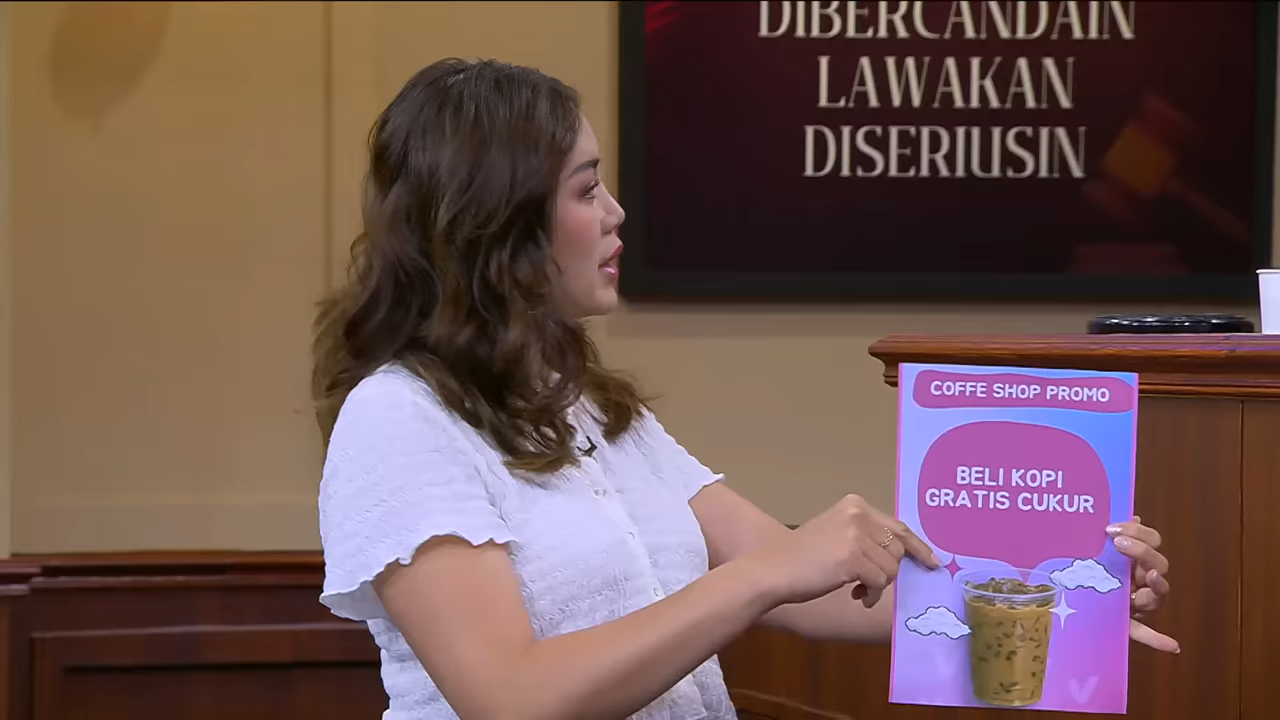 DIBERCANDAIN
LAWAKAN
DISERIUSIN
COFFE SHOP PROMO
BELI KOPI
GRATIS CUKUR